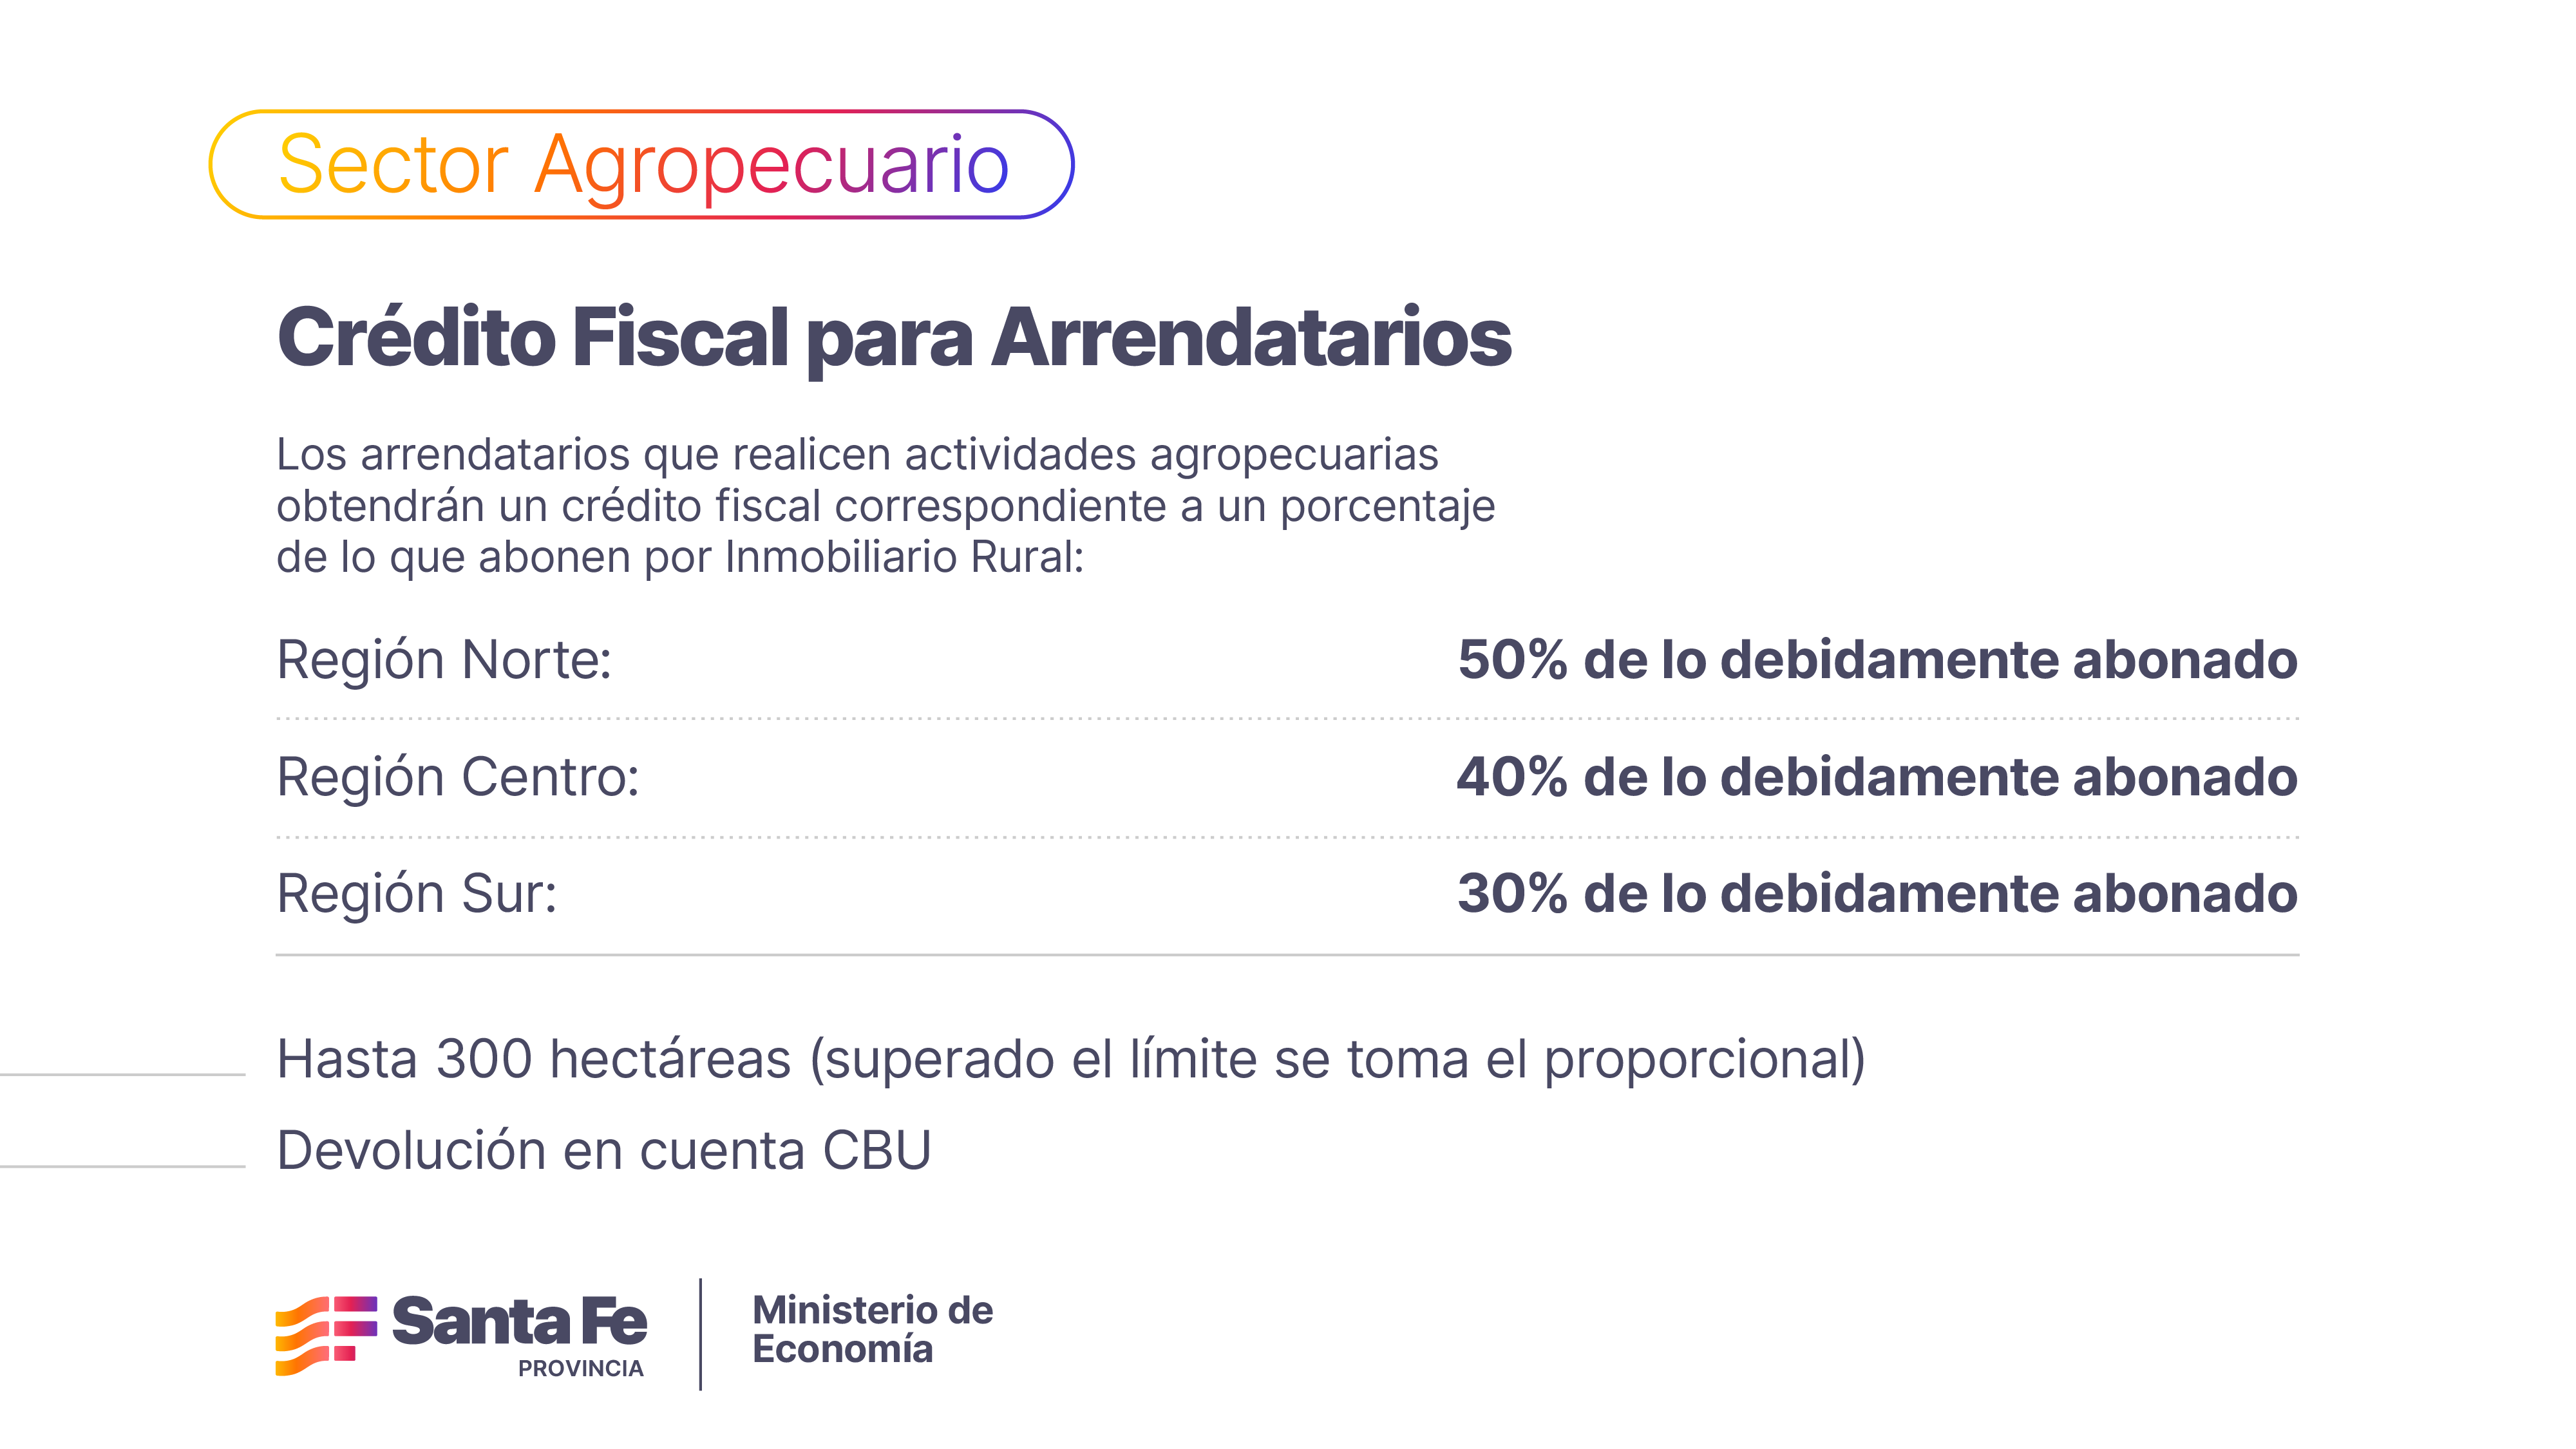 Sector Agropecuario
Crédito Fiscal para Arrendatarios
Los arrendatarios que realicen actividades agropecuarias
obtendrán un crédito fiscal correspondiente a un porcentaje
de lo que abonen por Inmobiliario Rural:
Región Norte: 50% de lo debidamente abonado
Región Centro: 40% de lo debidamente abonado
Región Sur: 30% de lo debidamente abonado
Hasta 300 hectáreas (superado el límite se toma el proporcional)
Devolución en cuenta CBU
Santa Fe
PROVINCIA
Ministerio de
Economía